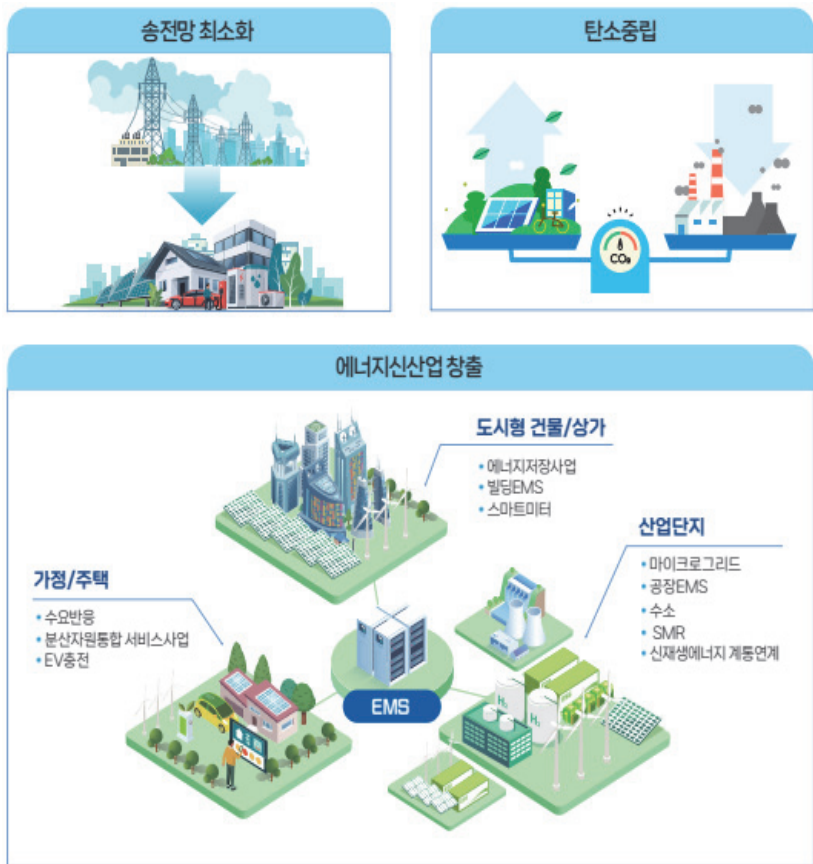 송전망 최소화
탄소중립
CO₂
에너지신산업 창출
도시형 건물/상가
• 에너지저장사업
• 빌딩EMS
• 스마트미터
산업단지
• 마이크로그리드
• 공장EMS
• 수소
• SMR
• 신재생에너지 계통연계
가정/주택
• 수요반응
• 분산자원통합 서비스사업
• EV충전
EMS
H₂
H₂